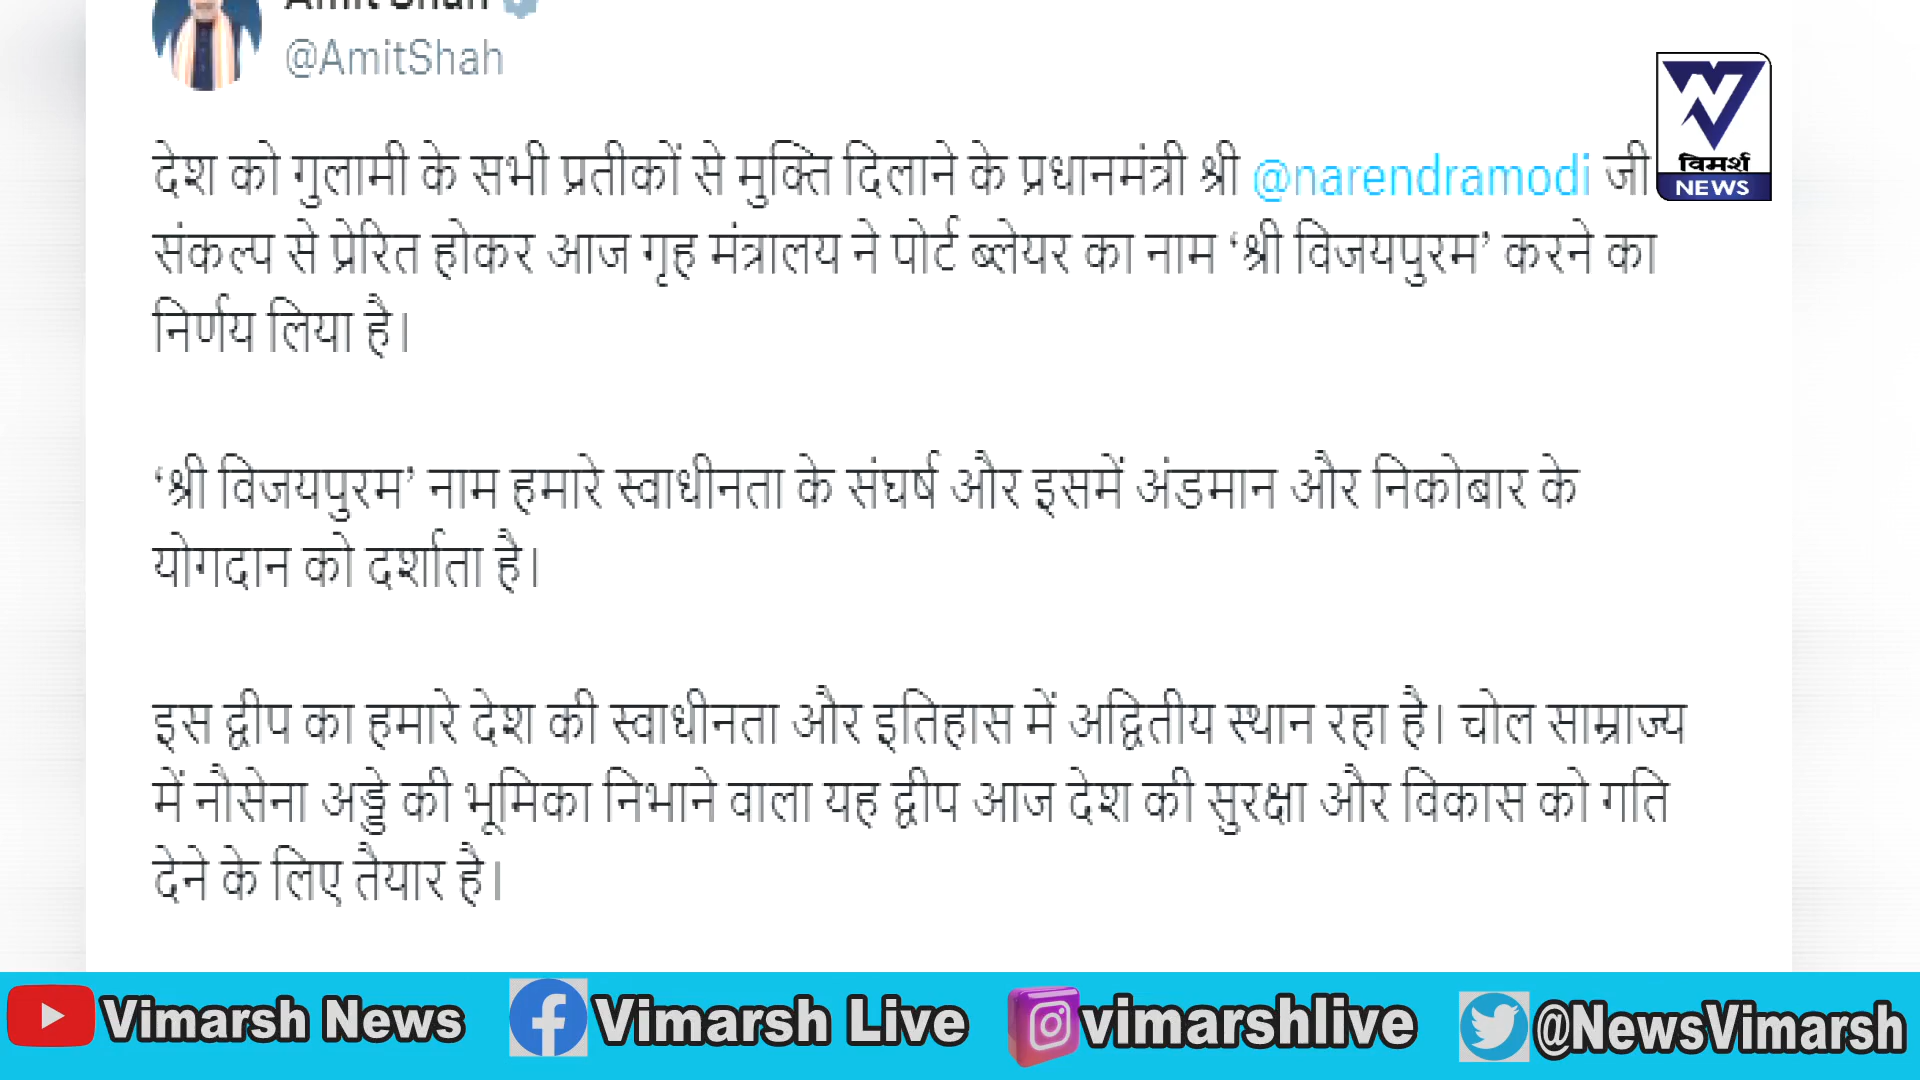 Amit Shah
@AmitShah
देश को गुलामी के सभी प्रतीकों से मुक्ति दिलाने के प्रधानमंत्री श्री @narendramodi जी
संकल्प से प्रेरित होकर आज गृह मंत्रालय ने पोर्ट ब्लेयर का नाम ‘श्री विजयपुरम’ करने का
निर्णय लिया है।
‘श्री विजयपुरम’ नाम हमारे स्वाधीनता के संघर्ष और इसमें अंडमान और निकोबार के
योगदान को दर्शाता है।
इस द्वीप का हमारे देश की स्वाधीनता और इतिहास में अद्वितीय स्थान रहा है। चोल साम्राज्य
में नौसेना अड्डे की भूमिका निभाने वाला यह द्वीप आज देश की सुरक्षा और विकास को गति
देने के लिए तैयार है।
विमर्श
NEWS
Vimarsh News Vimarsh Live vimarshlive @NewsVimarsh